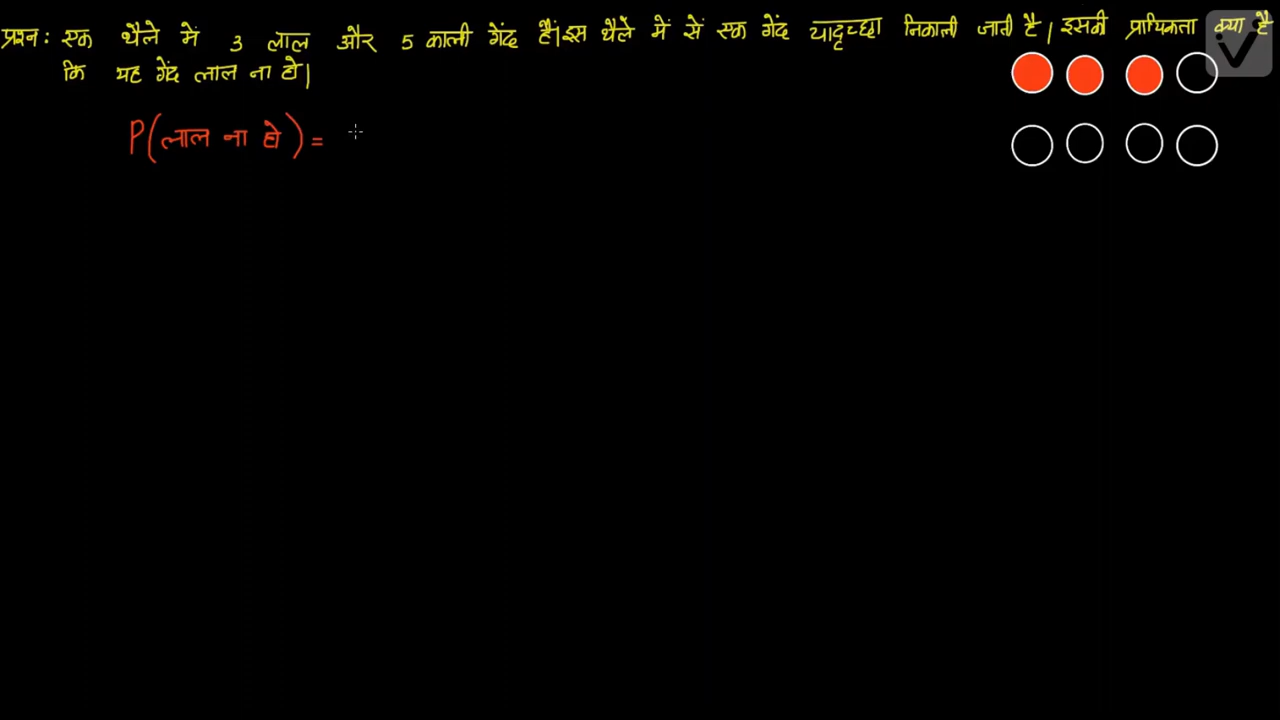 प्रश्न: एक थैले में 3 लाल और 5 काली गेंद हैं। इस थैले में से एक गेंद यादृच्छया निकाली जाती है। इसकी प्रायिकता क्या है
कि यह गेंद लाल ना हो।
P(लाल ना हो) =